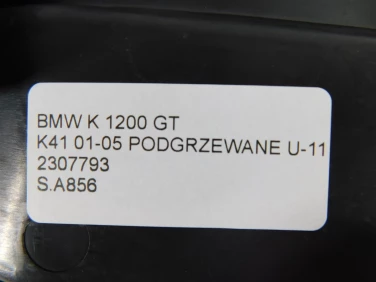 BMW K 1200 GT
K41 01-05 PODGRZEWANE U-11
2307793
S.A856